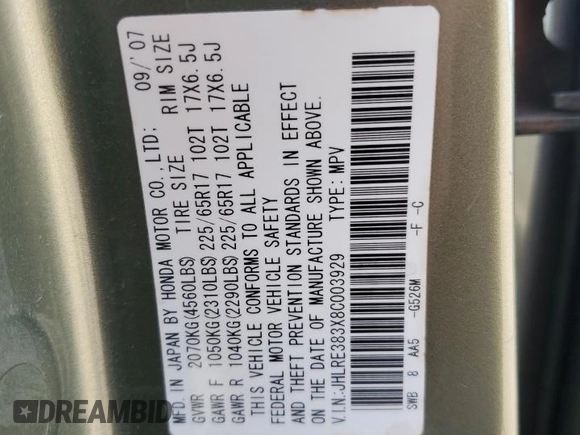 MFD. IN JAPAN BY HONDA MOTOR CO., LTD: 09/'07
GVWR 2070KG(4560LBS) TIRE SIZE RIM SIZE
GAWR F 1050KG(2310LBS) 225/65R17 102T 17X6.5J
GAWR R 1040KG(2290LBS) 225/65R17 102T 17X6.5J
THIS VEHICLE CONFORMS TO ALL APPLICABLE
FEDERAL MOTOR VEHICLE SAFETY
AND THEFT PREVENTION STANDARDS IN EFFECT
ON THE DATE OF MANUFACTURE SHOWN ABOVE.
V.I.N.:JHLRE383X8C003929 TYPE: MPV
SWB 8 AA5 -G526M -F -C
BIDHISTORY.ORG